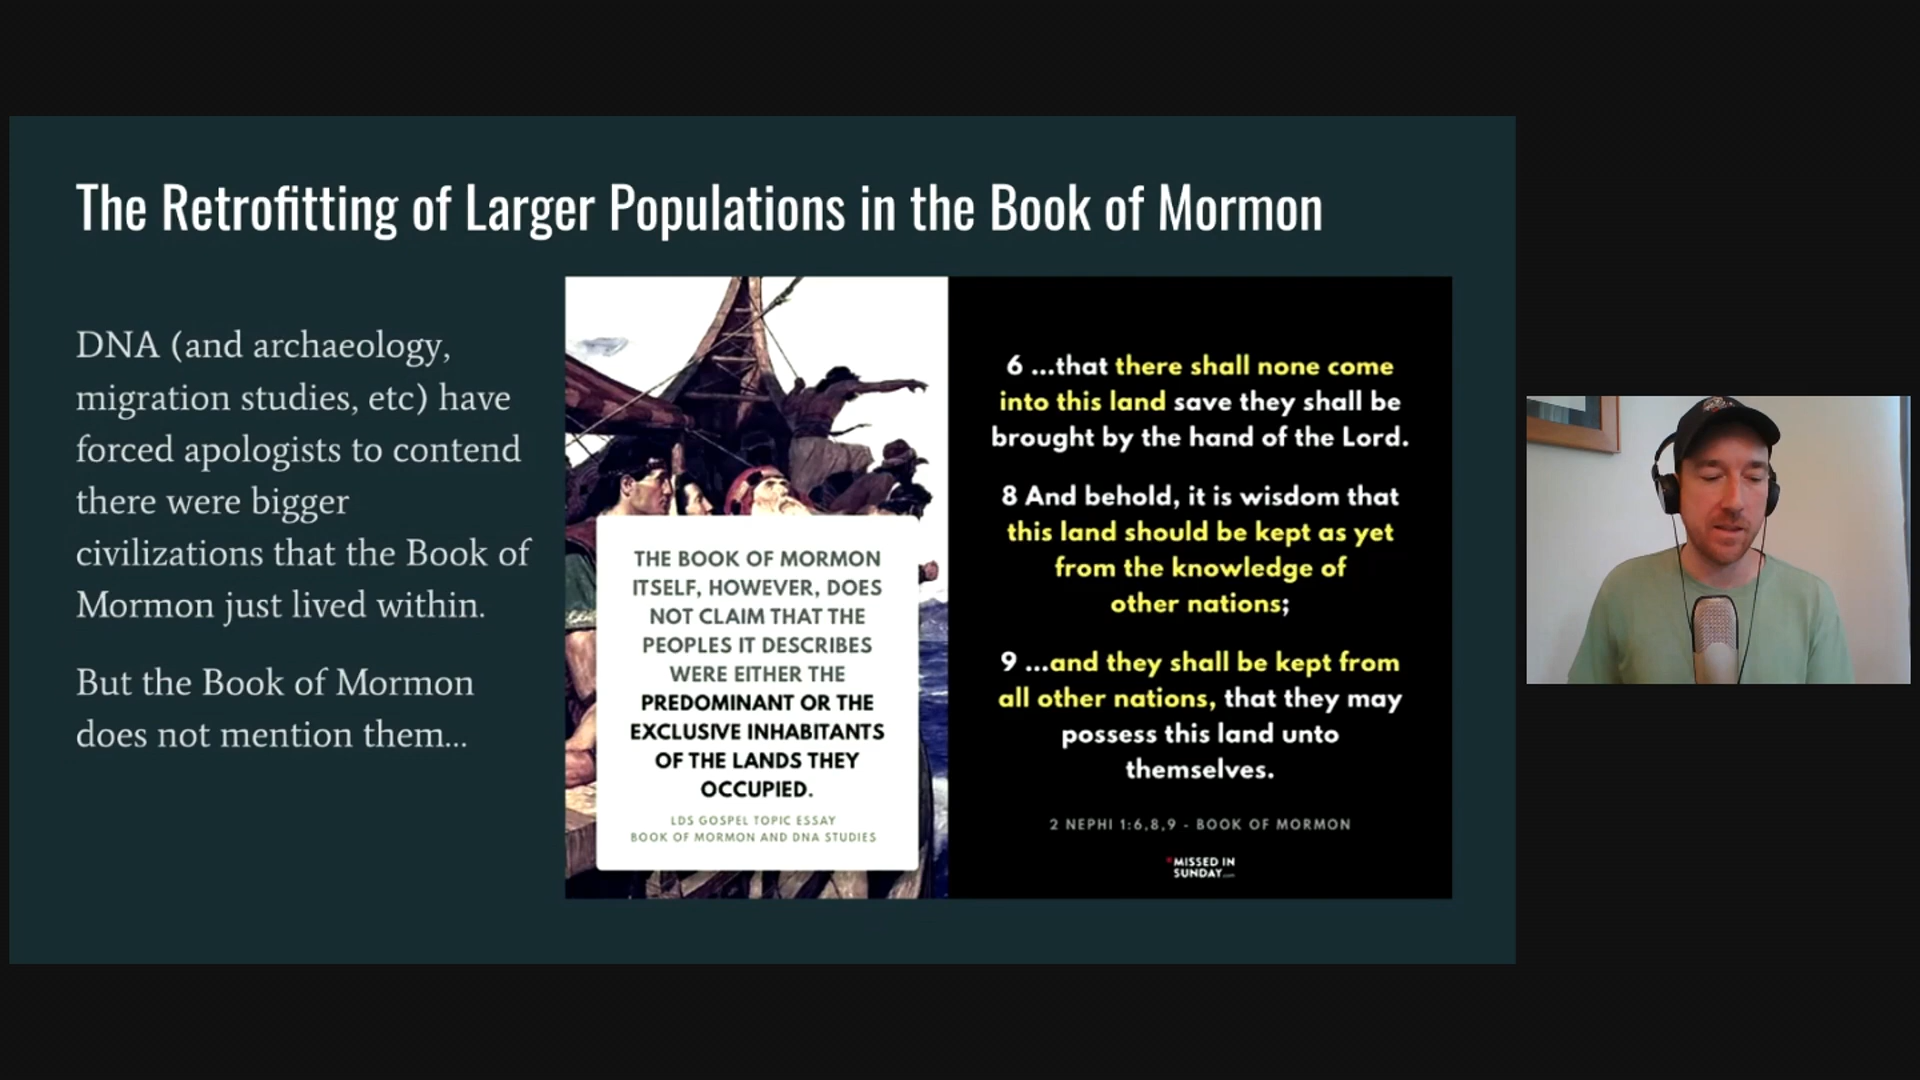 The Retrofitting of Larger Populations in the Book of Mormon
DNA (and archaeology,
migration studies, etc) have
forced apologists to contend
there were bigger
civilizations that the Book of
Mormon just lived within.
But the Book of Mormon
does not mention them...
THE BOOK OF MORMON
ITSELF, HOWEVER, DOES
NOT CLAIM THAT THE
PEOPLES IT DESCRIBES
WERE EITHER THE
PREDOMINANT OR THE
EXCLUSIVE INHABITANTS
OF THE LANDS THEY
OCCUPIED.
LDS GOSPEL TOPIC ESSAY
BOOK OF MORMON AND DNA STUDIES
6 ...that there shall none come
into this land save they shall be
brought by the hand of the Lord.
8 And behold, it is wisdom that
this land should be kept as yet
from the knowledge of
other nations;
9 ...and they shall be kept from
all other nations, that they may
possess this land unto
themselves.
2 NEPHI 1:6,8,9 - BOOK OF MORMON
MISSED IN
SUNDAY